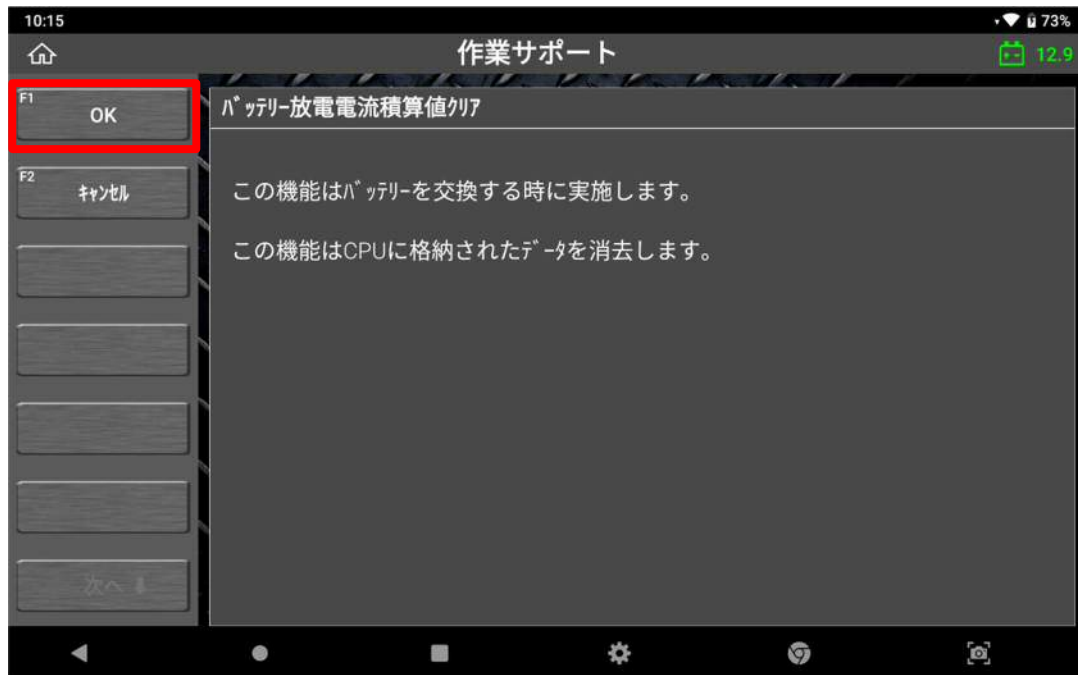 10:15
73%
作業サポート
12.9
F1
OK
ﾊﾞｯﾃﾘｰ放電電流積算値ｸﾘｱ
F2
ｷｬﾝｾﾙ
この機能はﾊﾞｯﾃﾘｰを交換する時に実施します。
この機能はCPUに格納されたﾃﾞｰﾀを消去します。
次へ ⬇